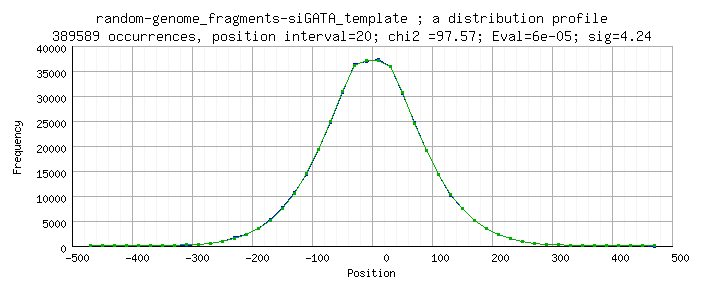 random-genome_fragments-siGATA_template ; a distribution profile
389589 occurrences, position interval=20; chi2 =97.57; Eval=6e-05; sig=4.24
40000
35000
30000
25000
20000
15000
10000
5000
0
Frequency
-500 -400 -300 -200 -100 0 100 200 300 400 500
Position